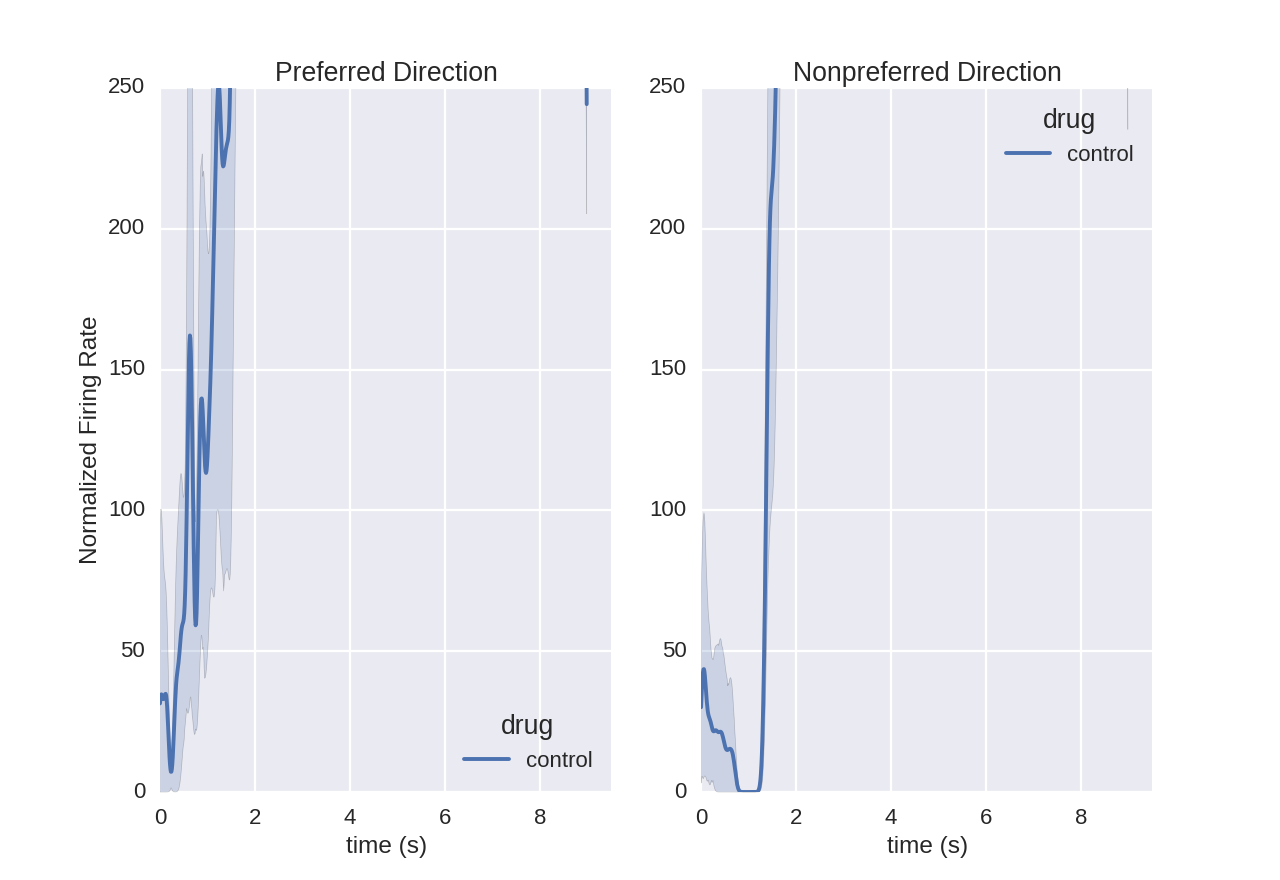 Preferred Direction
Nonpreferred Direction
250
200
150
100
50
0
Normalized Firing Rate
0 2 4 6 8
time (s)
drug
control
250
200
150
100
50
0
0 2 4 6 8
time (s)
drug
control